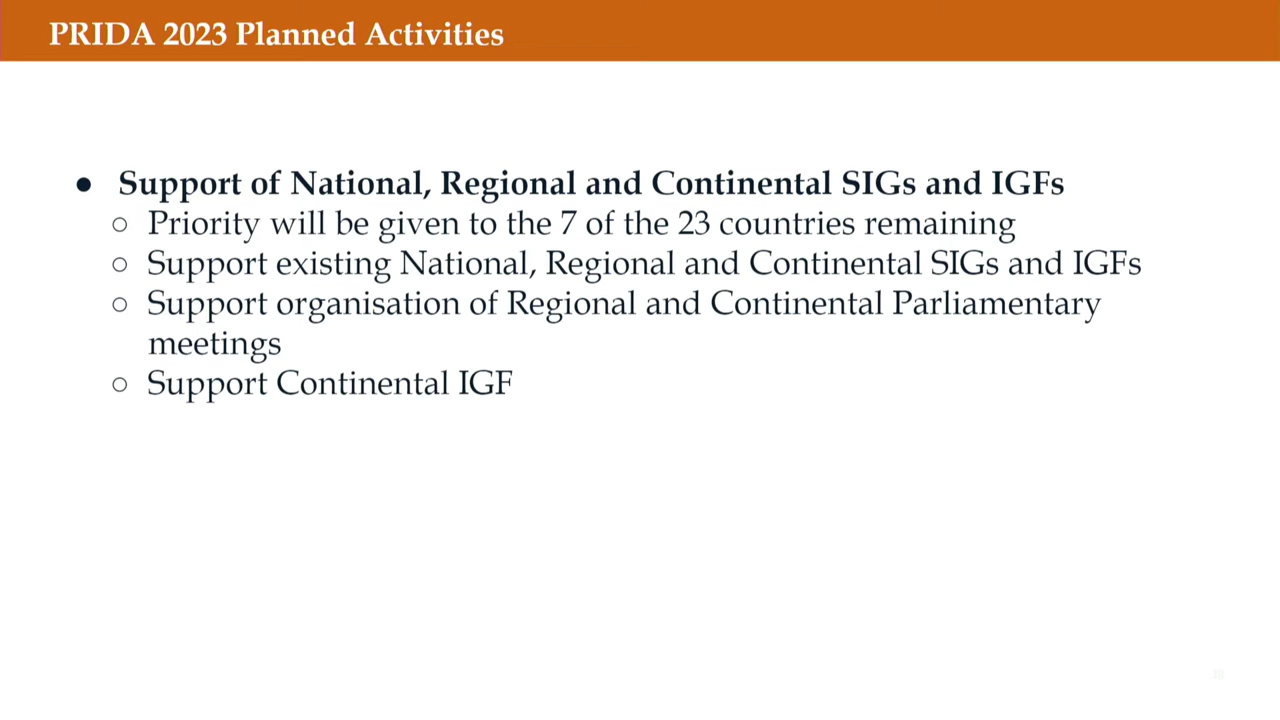 PRIDA 2023 Planned Activities
● Support of National, Regional and Continental SIGs and IGFs
○ Priority will be given to the 7 of the 23 countries remaining
○ Support existing National, Regional and Continental SIGs and IGFs
○ Support organisation of Regional and Continental Parliamentary
meetings
○ Support Continental IGF